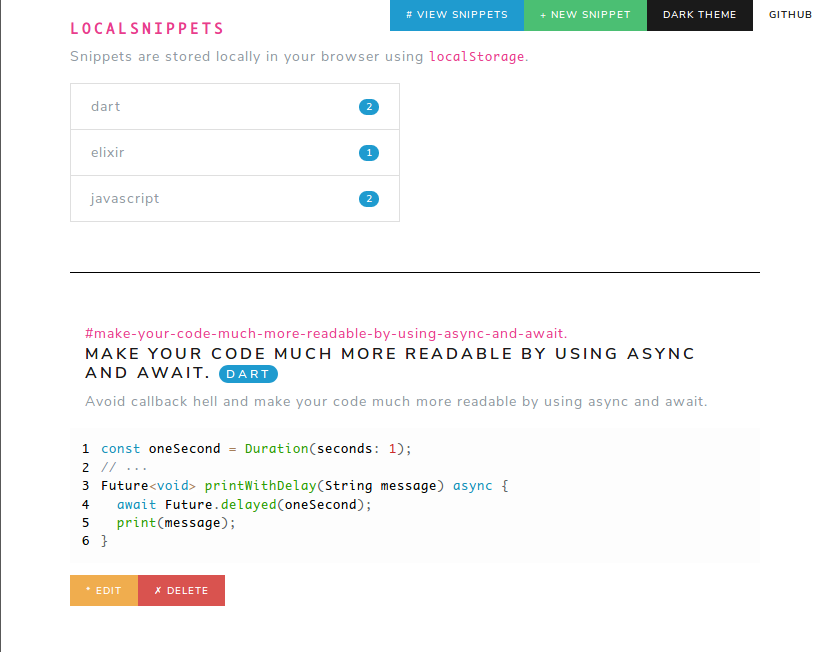 LOCALSNIPPETS
# VIEW SNIPPETS + NEW SNIPPET DARK THEME GITHUB
Snippets are stored locally in your browser using localStorage.
dart 2
elixir 1
javascript 2
#make-your-code-much-more-readable-by-using-async-and-await.
MAKE YOUR CODE MUCH MORE READABLE BY USING ASYNC
AND AWAIT. DART
Avoid callback hell and make your code much more readable by using async and await.
1 const oneSecond = Duration(seconds: 1);
2 // ···
3 Future<void> printWithDelay(String message) async {
4   await Future.delayed(oneSecond);
5   print(message);
6 }
* EDIT ✗ DELETE